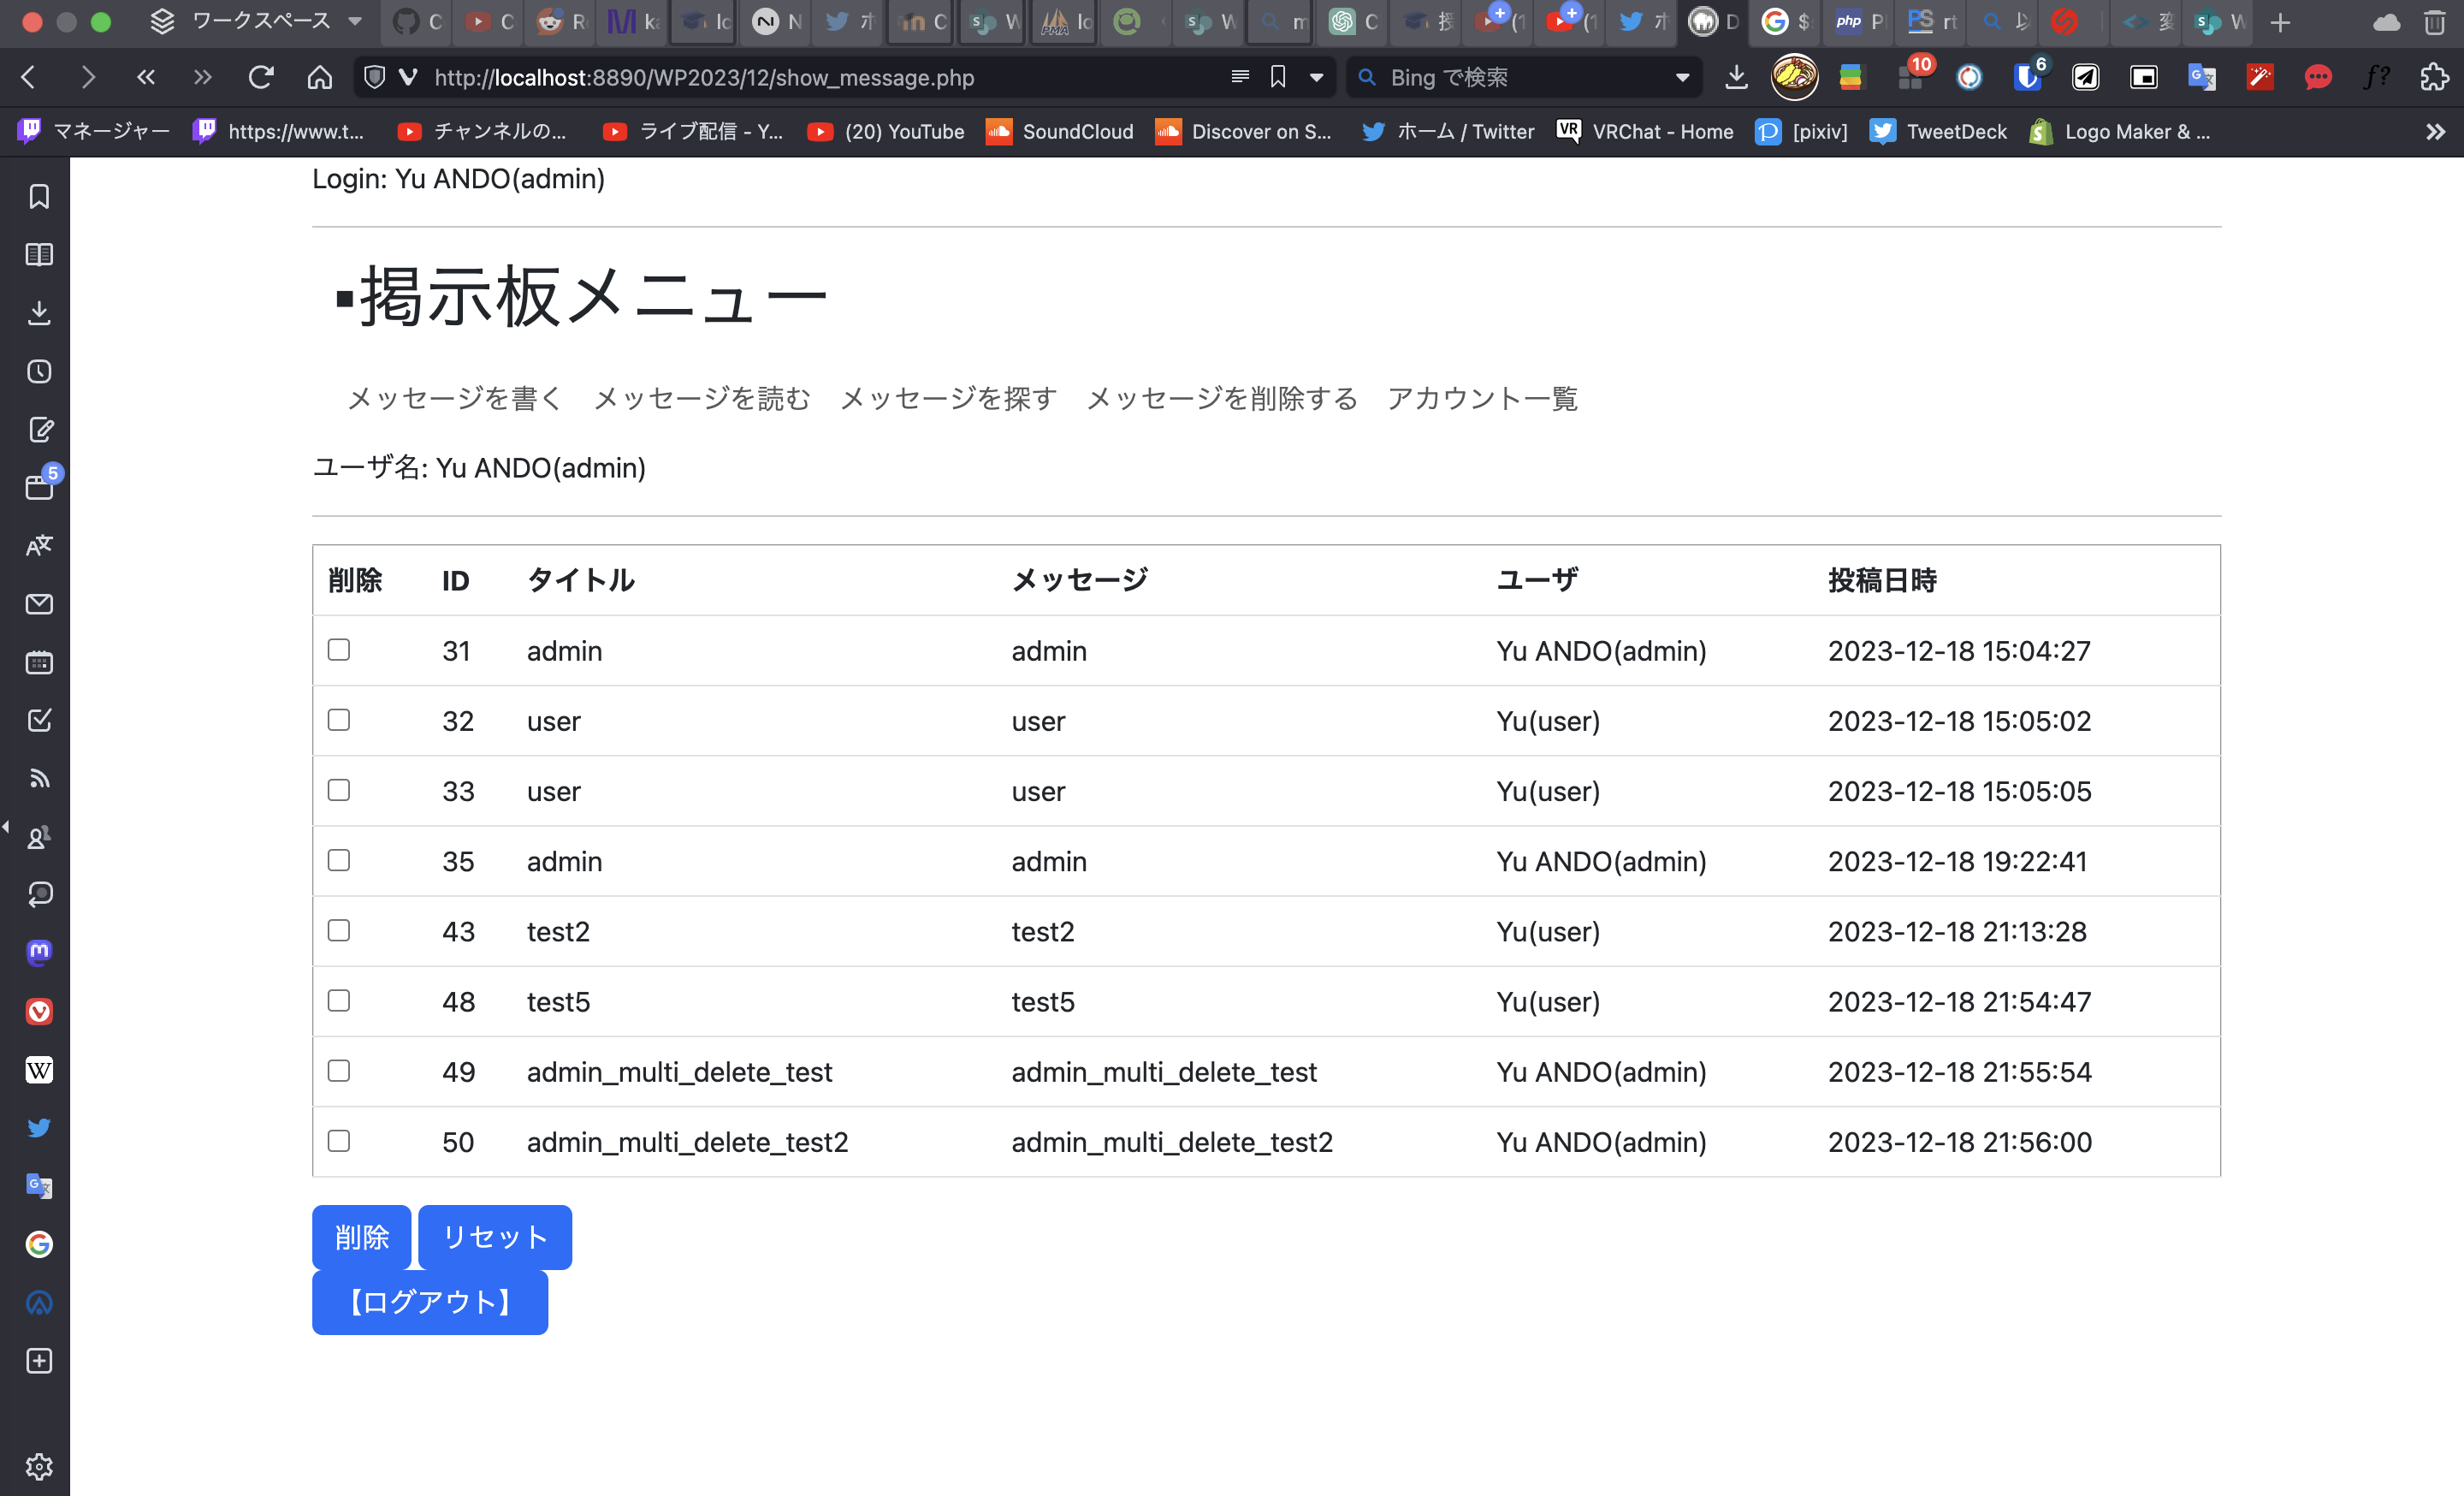 ワークスペース
http://localhost:8890/WP2023/12/show_message.php
Bing で検索
10
6
マネージャー
https://www.t...
チャンネルの...
ライブ配信 - Y...
(20) YouTube
SoundCloud
Discover on S...
ホーム / Twitter
VRChat - Home
[pixiv]
TweetDeck
Logo Maker & ...
5
Login: Yu ANDO(admin)
▪掲示板メニュー
メッセージを書く メッセージを読む メッセージを探す メッセージを削除する アカウント一覧
ユーザ名: Yu ANDO(admin)
削除 ID タイトル メッセージ ユーザ 投稿日時
31 admin admin Yu ANDO(admin) 2023-12-18 15:04:27
32 user user Yu(user) 2023-12-18 15:05:02
33 user user Yu(user) 2023-12-18 15:05:05
35 admin admin Yu ANDO(admin) 2023-12-18 19:22:41
43 test2 test2 Yu(user) 2023-12-18 21:13:28
48 test5 test5 Yu(user) 2023-12-18 21:54:47
49 admin_multi_delete_test admin_multi_delete_test Yu ANDO(admin) 2023-12-18 21:55:54
50 admin_multi_delete_test2 admin_multi_delete_test2 Yu ANDO(admin) 2023-12-18 21:56:00
削除 リセット
【ログアウト】